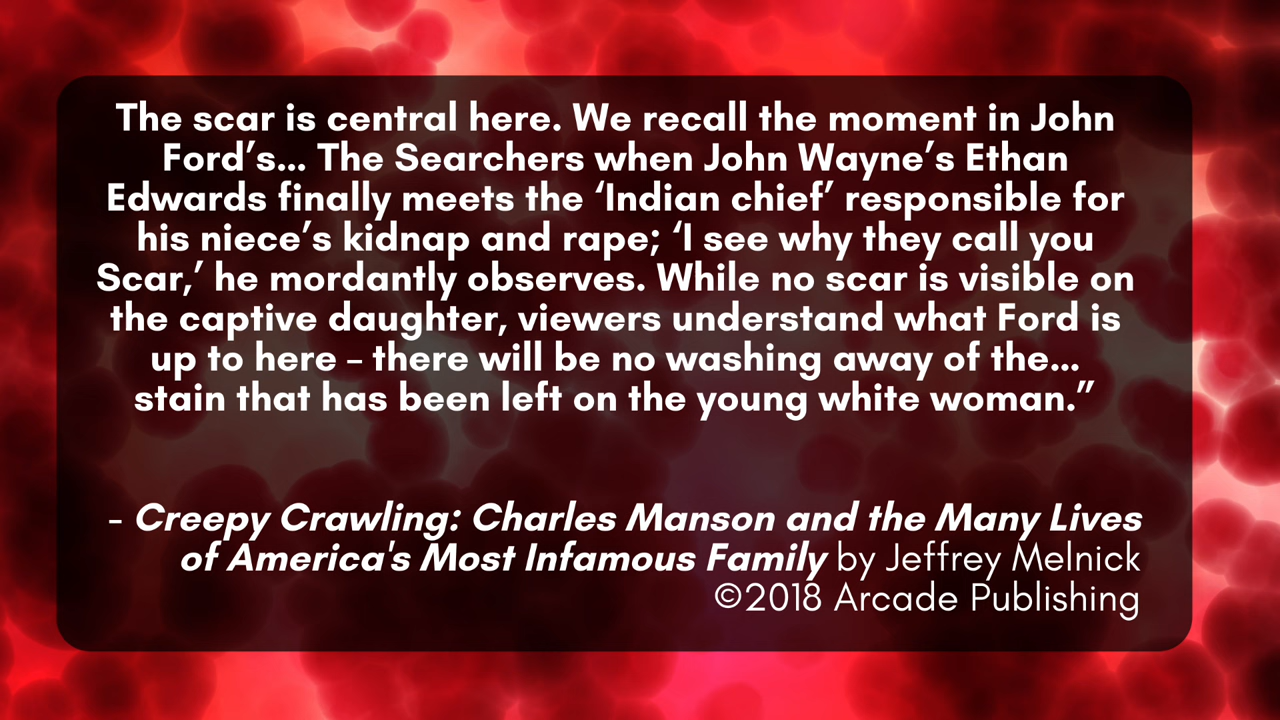 The scar is central here. We recall the moment in John
Ford’s... The Searchers when John Wayne’s Ethan
Edwards finally meets the ‘Indian chief’ responsible for
his niece’s kidnap and rape; ‘I see why they call you
Scar,’ he mordantly observes. While no scar is visible on
the captive daughter, viewers understand what Ford is
up to here – there will be no washing away of the...
stain that has been left on the young white woman.”
- Creepy Crawling: Charles Manson and the Many Lives
of America's Most Infamous Family by Jeffrey Melnick
©2018 Arcade Publishing